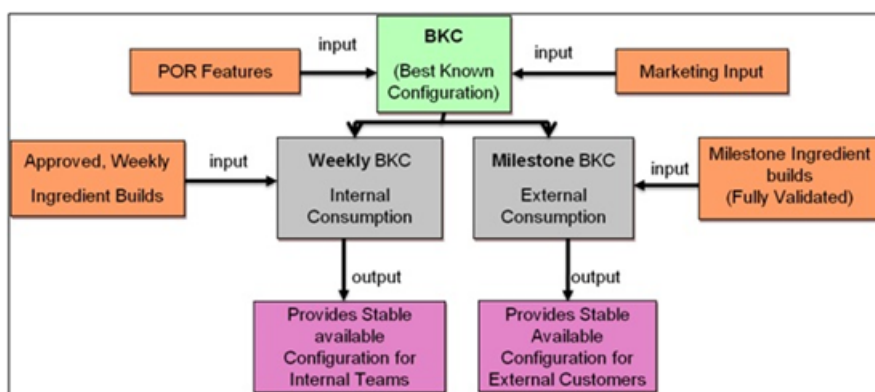 BKC
(Best Known
Configuration)
input
input
POR Features
Marketing Input
Approved, Weekly
Ingredient Builds
input
Weekly BKC
Internal
Consumption
Milestone BKC
External
Consumption
input
Milestone Ingredient
builds
(Fully Validated)
output
output
Provides Stable
available
Configuration for
Internal Teams
Provides Stable
Available
Configuration for
External Customers